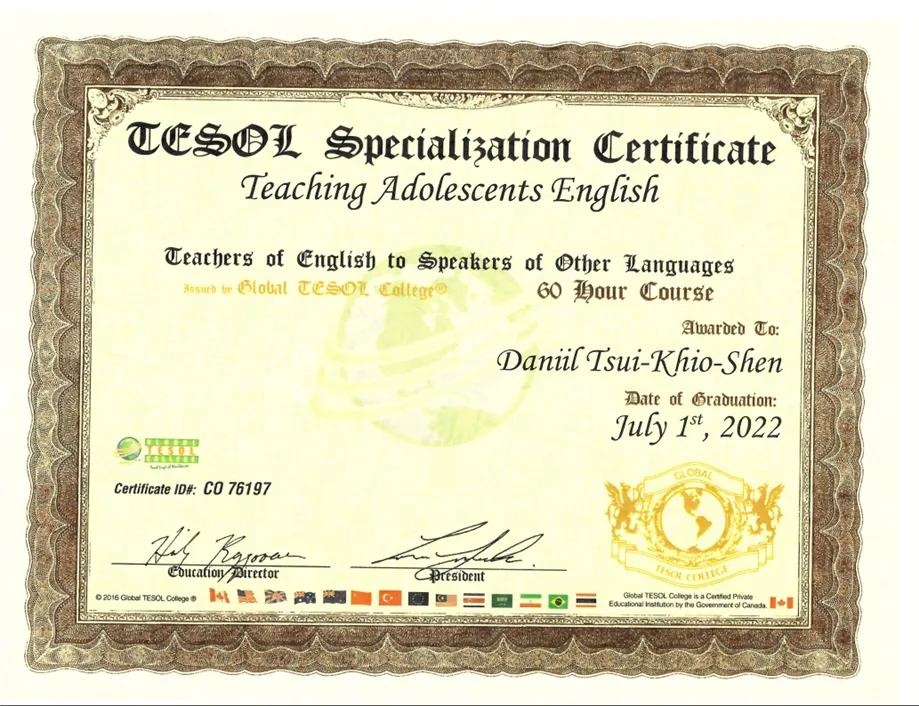 TESOL Specialization Certificate
Teaching Adolescents English
Teachers of English to Speakers of Other Languages
Issued by Global TESOL College®
60 Hour Course
Awarded To:
Daniil Tsui-Khio-Shen
Date of Graduation:
July 1st, 2022
GLOBAL
TESOL
COLLEGE
Certificate ID#: CO 76197
GLOBAL
TESOL COLLEGE
Education Director
President
© 2016 Global TESOL College ®
Global TESOL College is a Certified Private
Educational Institution by the Government of Canada.